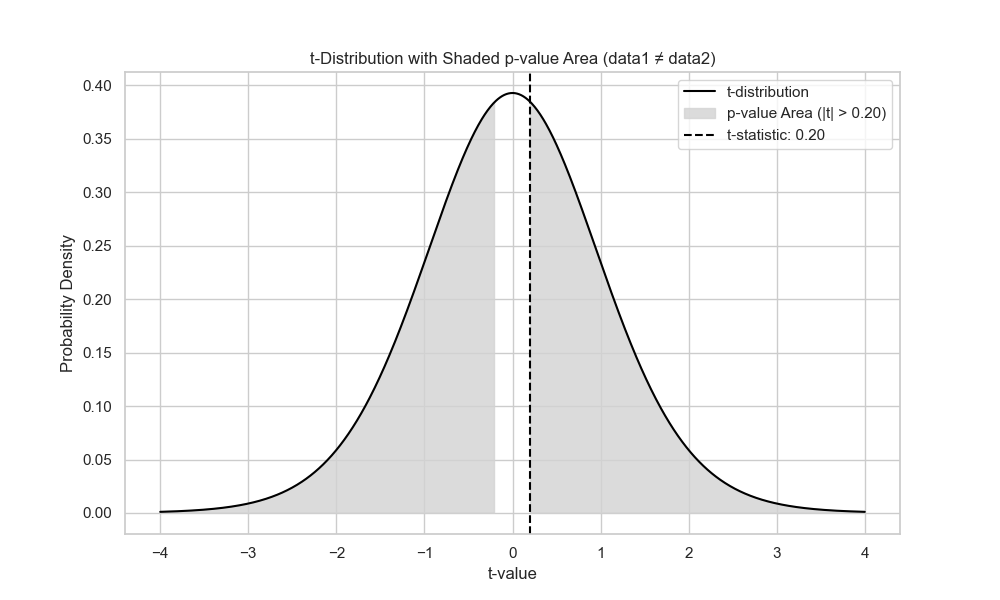 t-Distribution with Shaded p-value Area (data1 ≠ data2)
t-distribution
p-value Area (|t| > 0.20)
t-statistic: 0.20
Probability Density
0.40
0.35
0.30
0.25
0.20
0.15
0.10
0.05
0.00
−4 −3 −2 −1 0 1 2 3 4
t-value